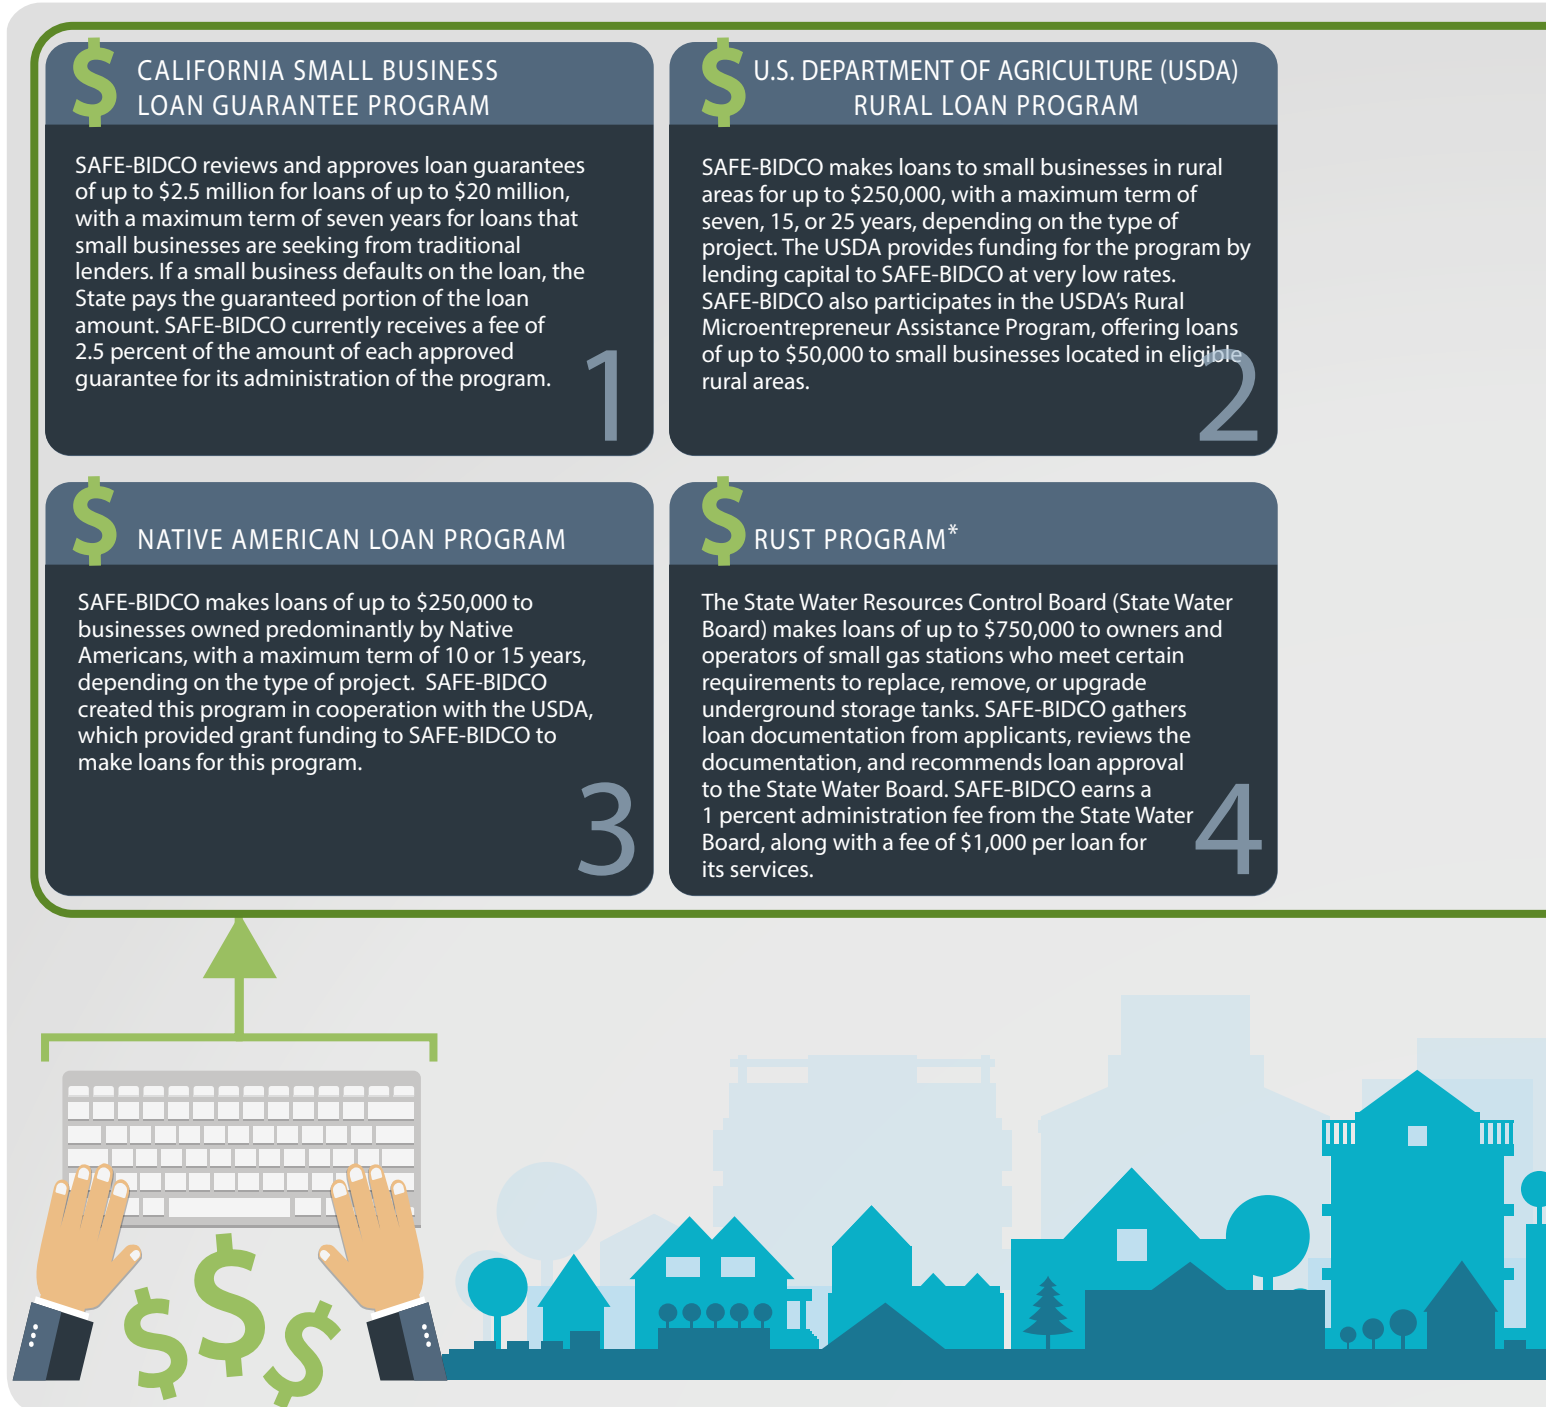 $ CALIFORNIA SMALL BUSINESS
LOAN GUARANTEE PROGRAM
SAFE-BIDCO reviews and approves loan guarantees
of up to $2.5 million for loans of up to $20 million,
with a maximum term of seven years for loans that
small businesses are seeking from traditional
lenders. If a small business defaults on the loan, the
State pays the guaranteed portion of the loan
amount. SAFE-BIDCO currently receives a fee of
2.5 percent of the amount of each approved
guarantee for its administration of the program.
1
$ U.S. DEPARTMENT OF AGRICULTURE (USDA)
RURAL LOAN PROGRAM
SAFE-BIDCO makes loans to small businesses in rural
areas for up to $250,000, with a maximum term of
seven, 15, or 25 years, depending on the type of
project. The USDA provides funding for the program by
lending capital to SAFE-BIDCO at very low rates.
SAFE-BIDCO also participates in the USDA’s Rural
Microentrepreneur Assistance Program, offering loans
of up to $50,000 to small businesses located in eligible
rural areas.
2
$ NATIVE AMERICAN LOAN PROGRAM
SAFE-BIDCO makes loans of up to $250,000 to
businesses owned predominantly by Native
Americans, with a maximum term of 10 or 15 years,
depending on the type of project.  SAFE-BIDCO
created this program in cooperation with the USDA,
which provided grant funding to SAFE-BIDCO to
make loans for this program.
3
$ RUST PROGRAM*
The State Water Resources Control Board (State Water
Board) makes loans of up to $750,000 to owners and
operators of small gas stations who meet certain
requirements to replace, remove, or upgrade
underground storage tanks. SAFE-BIDCO gathers
loan documentation from applicants, reviews the
documentation, and recommends loan approval
to the State Water Board. SAFE-BIDCO earns a
1 percent administration fee from the State Water
Board, along with a fee of $1,000 per loan for
its services.
4
$ $ $